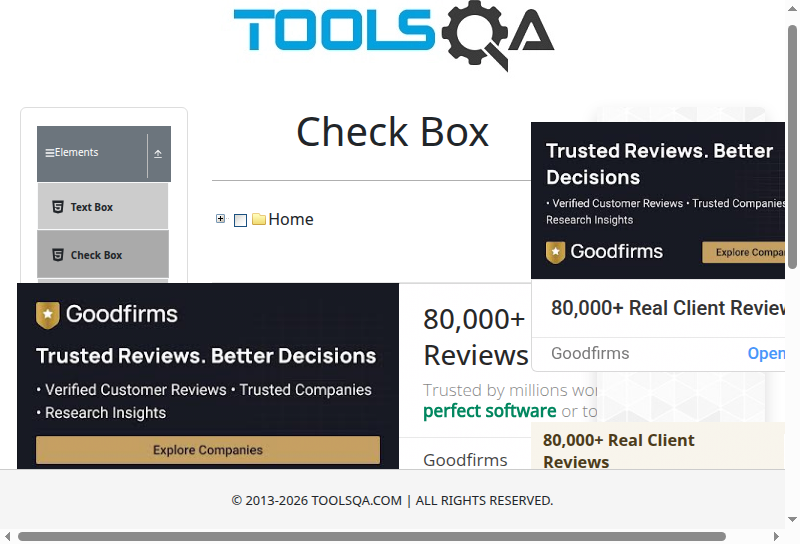 TOOLSQA
Check Box
Elements
Text Box
Check Box
Home
Trusted Reviews. Better
Decisions
• Verified Customer Reviews • Trusted Companies
Research Insights
Goodfirms
Explore
80,000+ Real Client
Goodfirms
Open
80,000+ Real Client
Reviews
Goodfirms
Trusted Reviews. Better Decisions
• Verified Customer Reviews • Trusted Companies
• Research Insights
Explore Companies
80,000+
Reviews
Trusted by millions
perfect software or to
Goodfirms
© 2013-2026 TOOLSQA.COM | ALL RIGHTS RESERVED.